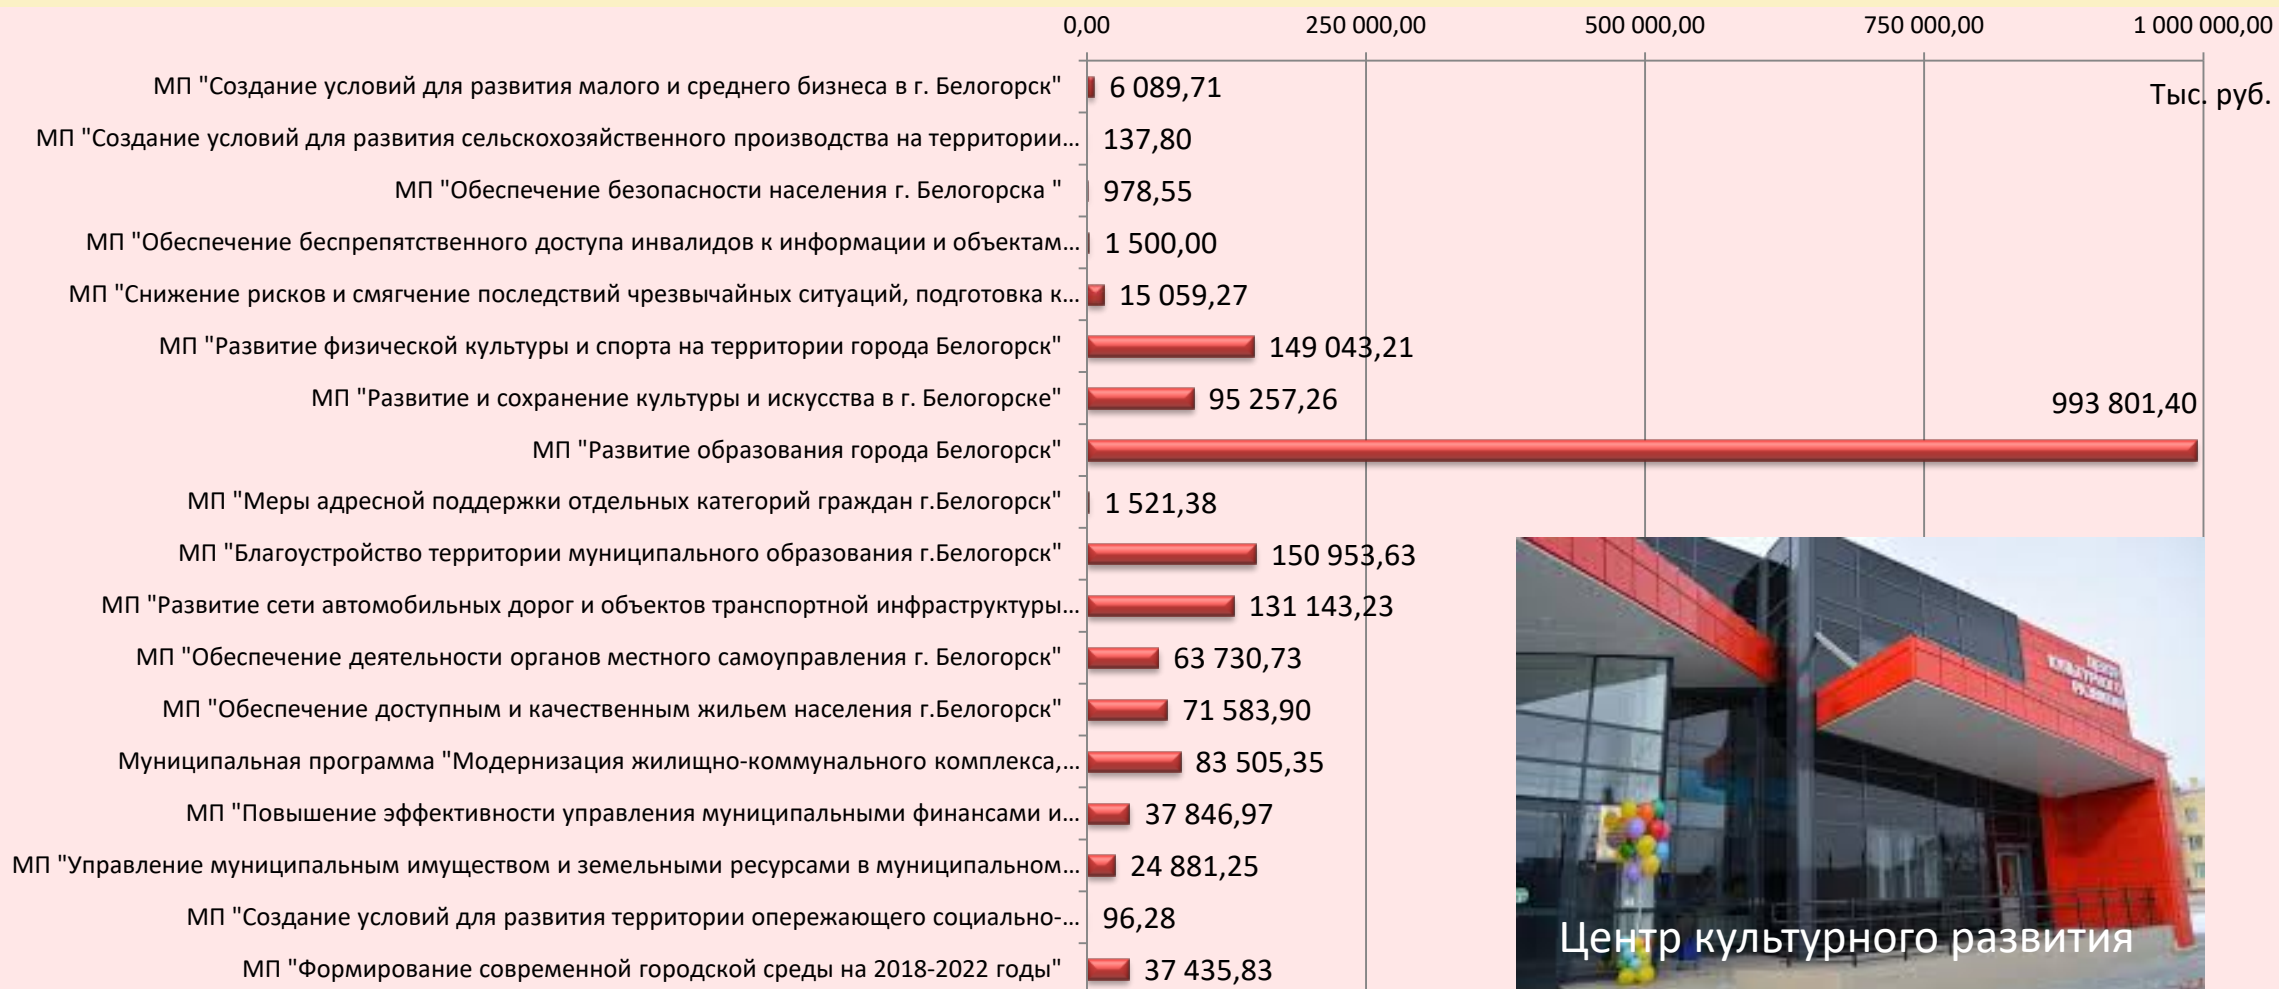 0,00 250 000,00 500 000,00 750 000,00 1 000 000,00
Тыс. руб.
МП "Создание условий для развития малого и среднего бизнеса в г. Белогорск" 6 089,71
МП "Создание условий для развития сельскохозяйственного производства на территории… 137,80
МП "Обеспечение безопасности населения г. Белогорска " 978,55
МП "Обеспечение беспрепятственного доступа инвалидов к информации и объектам… 1 500,00
МП "Снижение рисков и смягчение последствий чрезвычайных ситуаций, подготовка к… 15 059,27
МП "Развитие физической культуры и спорта на территории города Белогорск" 149 043,21
МП "Развитие и сохранение культуры и искусства в г. Белогорске" 95 257,26
МП "Развитие образования города Белогорск" 993 801,40
МП "Меры адресной поддержки отдельных категорий граждан г.Белогорск" 1 521,38
МП "Благоустройство территории муниципального образования г.Белогорск" 150 953,63
МП "Развитие сети автомобильных дорог и объектов транспортной инфраструктуры… 131 143,23
МП "Обеспечение деятельности органов местного самоуправления г. Белогорск" 63 730,73
МП "Обеспечение доступным и качественным жильем населения г.Белогорск" 71 583,90
Муниципальная программа "Модернизация жилищно-коммунального комплекса,… 83 505,35
МП "Повышение эффективности управления муниципальными финансами и… 37 846,97
МП "Управление муниципальным имуществом и земельными ресурсами в муниципальном… 24 881,25
МП "Создание условий для развития территории опережающего социально-… 96,28
МП "Формирование современной городской среды на 2018-2022 годы" 37 435,83
ЦЕНТР
КУЛЬТУРНОГО
РАЗВИТИЯ
Центр культурного развития